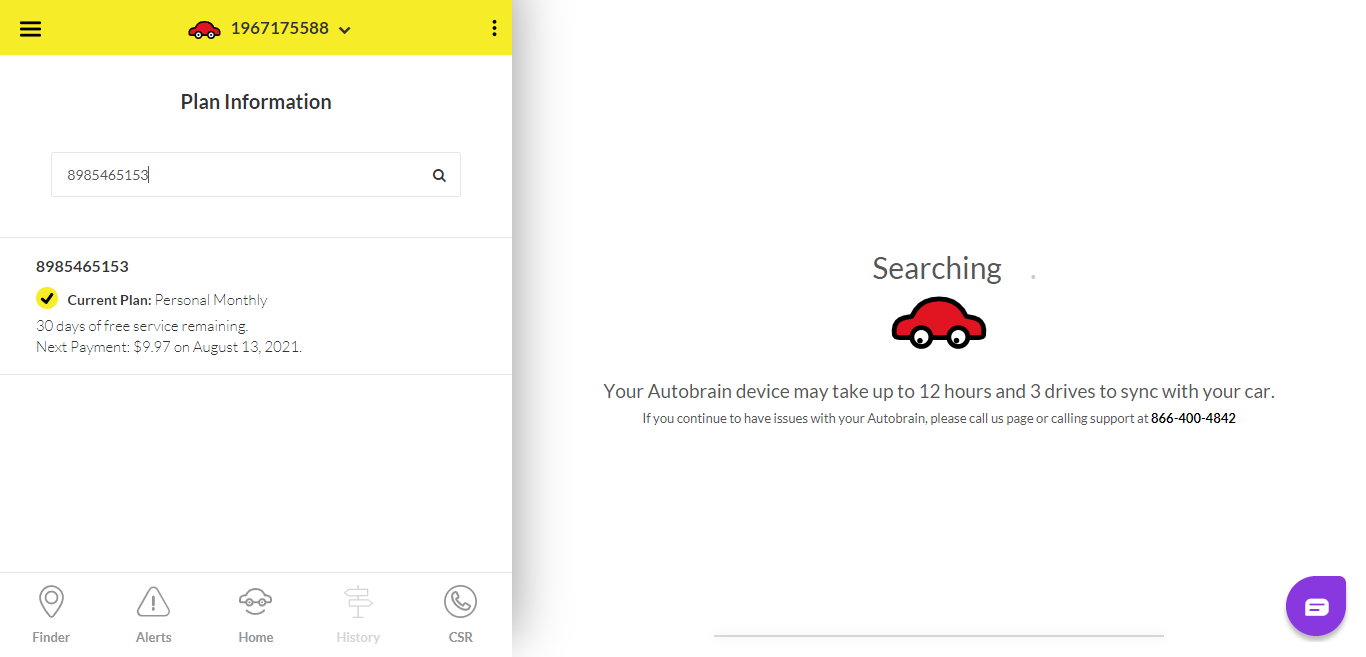 1967175588
Plan Information
8985465153
8985465153
Current Plan: Personal Monthly
30 days of free service remaining.
Next Payment: $9.97 on August 13, 2021.
Finder
Alerts
Home
History
CSR
Searching .
Your Autobrain device may take up to 12 hours and 3 drives to sync with your car.
If you continue to have issues with your Autobrain, please call us page or calling support at 866-400-4842